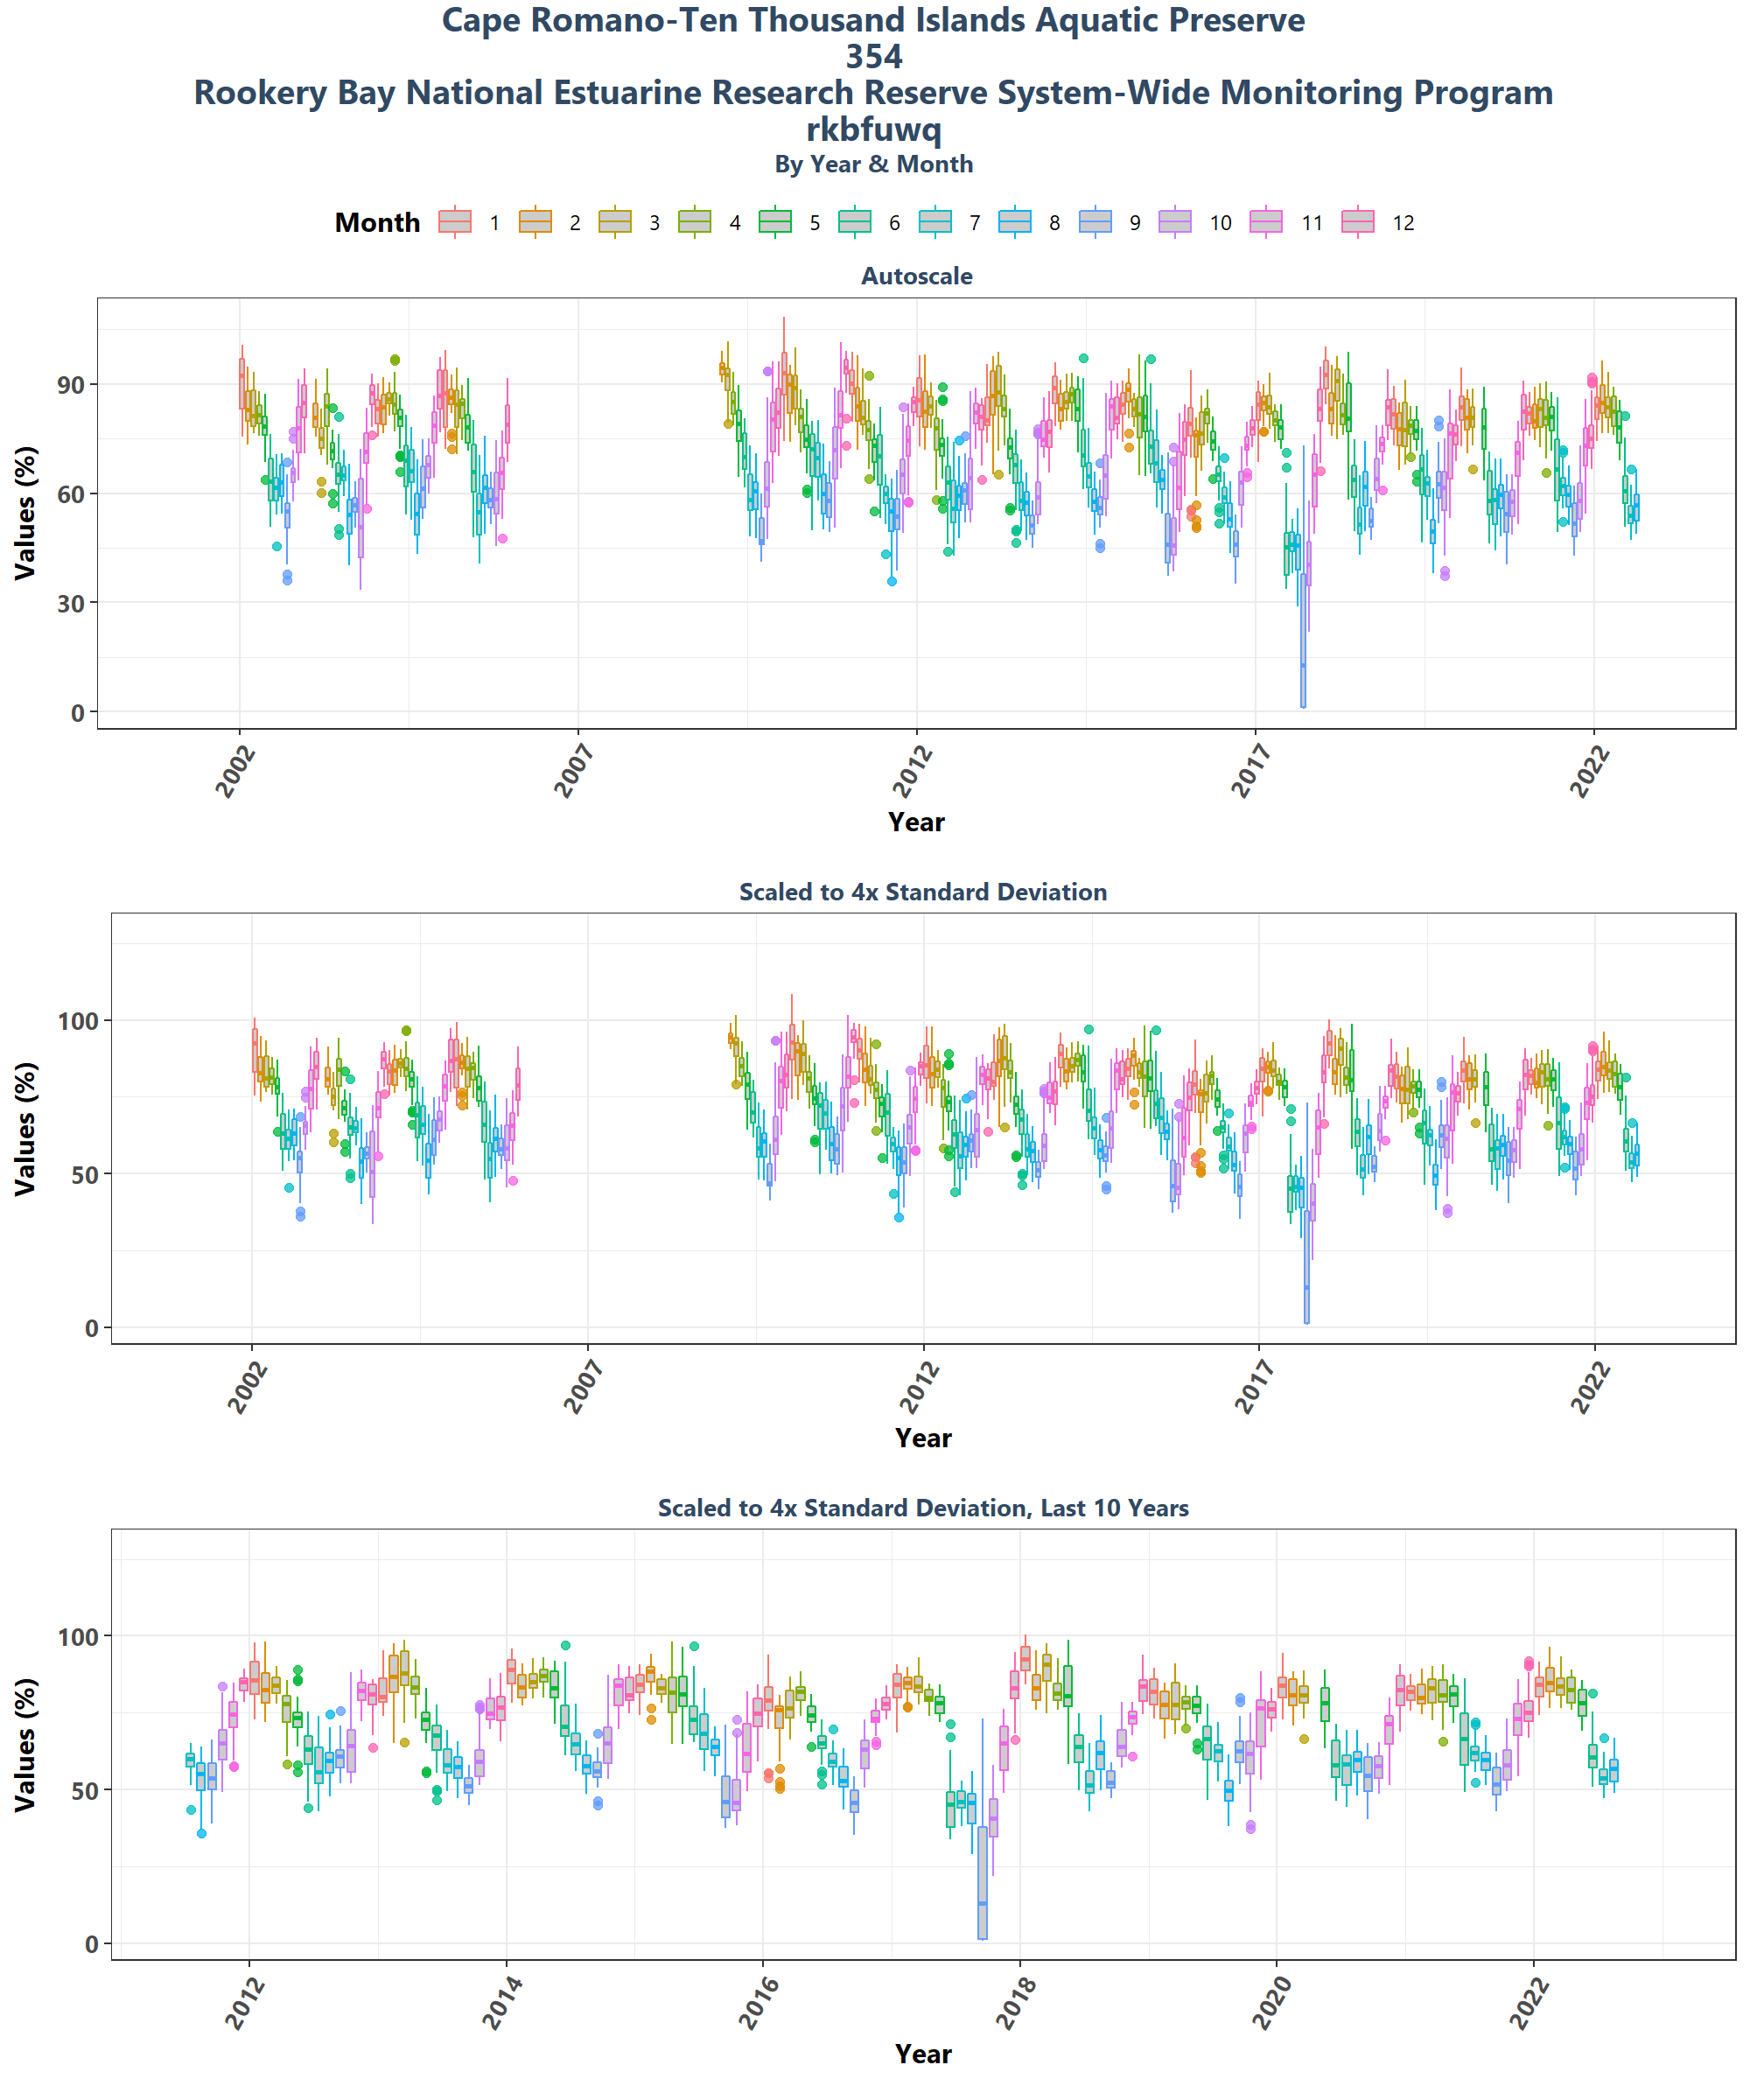 Cape Romano-Ten Thousand Islands Aquatic Preserve
354
Rookery Bay National Estuarine Research Reserve System-Wide Monitoring Program
rkbfuwq
By Year & Month
Month 1 2 3 4 5 6 7 8 9 10 11 12
Autoscale
Values (%)
90
60
30
0
2002 2007 2012 2017 2022
Year
Scaled to 4x Standard Deviation
Values (%)
100
50
0
2002 2007 2012 2017 2022
Year
Scaled to 4x Standard Deviation, Last 10 Years
Values (%)
100
50
0
2012 2014 2016 2018 2020 2022
Year